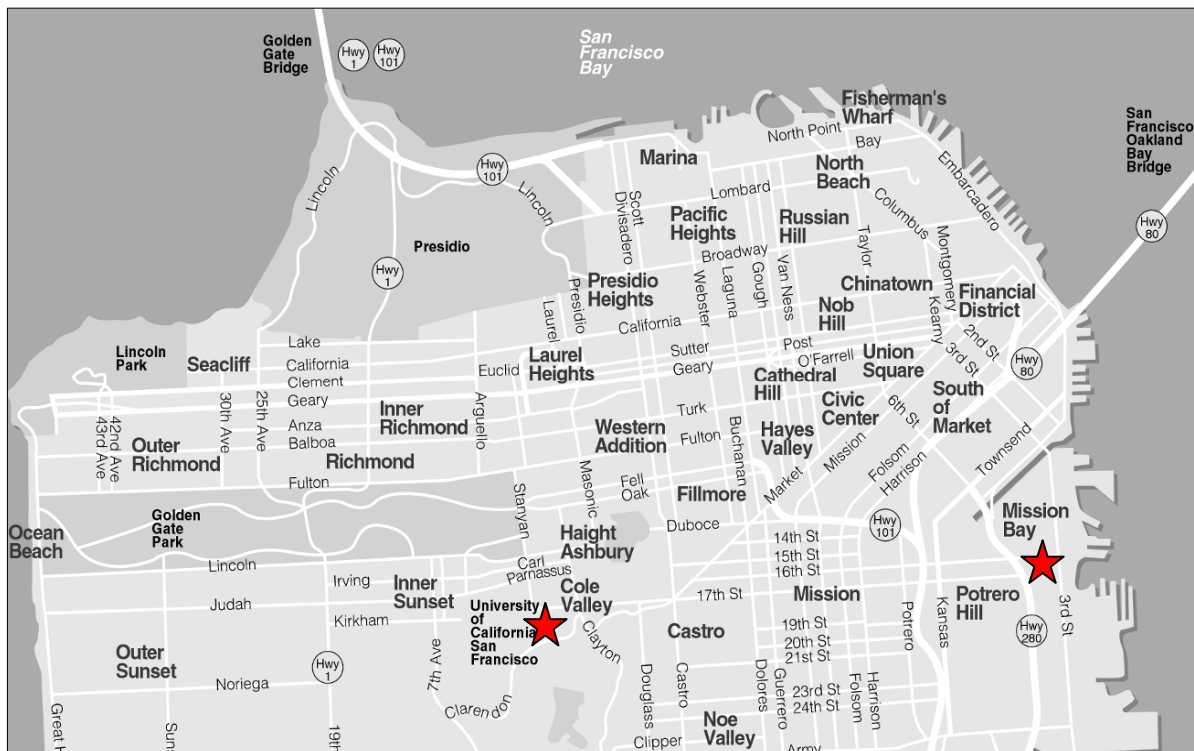 San
Francisco
Bay
Golden
Gate
Bridge
Hwy
1
Hwy
101
Fisherman's
Wharf
San
Francisco
Oakland
Bay
Bridge
North Point
Bay
Embarcadero
Marina
North
Beach
Hwy
101
Lincoln
Lincoln
Lombard
Scott
Divisadero
Columbus
Pacific
Heights
Russian
Hill
Hwy
80
Presidio
Taylor
Montgomery
Broadway
Hwy
1
Presidio
Heights
Presidio
Webster
Laguna
Gough
Van Ness
Chinatown
Financial
District
Kearny
Nob
Hill
Laurel
California
2nd St
3rd St
Lake
Lincoln
Park
Seacliff
California
Clement
Geary
Euclid
Laurel
Heights
Sutter
Geary
Post
O'Farrell
Union
Square
Hwy
80
Cathedral
Hill
Civic
Center
South
of
Market
6th St
43rd Ave
42nd Ave
30th Ave
25th Ave
Anza
Balboa
Inner
Richmond
Arguello
Turk
Fulton
Buchanan
Western
Addition
Hayes
Valley
Outer
Richmond
Richmond
Fulton
Mission
Folsom
Harrison
Townsend
Market
Stanyan
Masonic
Fell
Oak
Fillmore
Mission
Bay
Ocean
Beach
Golden
Gate
Park
Haight
Ashbury
Duboce
Hwy
101
14th St
15th St
16th St
Lincoln
Irving
Carl
Parnassus
Inner
Sunset
Cole
Valley
Judah
Kirkham
17th St
Mission
Potrero
Hill
University
of
California
San
Francisco
Clayton
Castro
19th St
20th St
21st St
Potrero
Kansas
3rd St
Hwy
280
Outer
Sunset
Hwy
1
7th Ave
Noriega
Clarendon
Douglass
Castro
Dolores
Guerrero
23rd St
24th St
Folsom
Harrison
Noe
Valley
Clipper
Army
Great H
Suns
19th